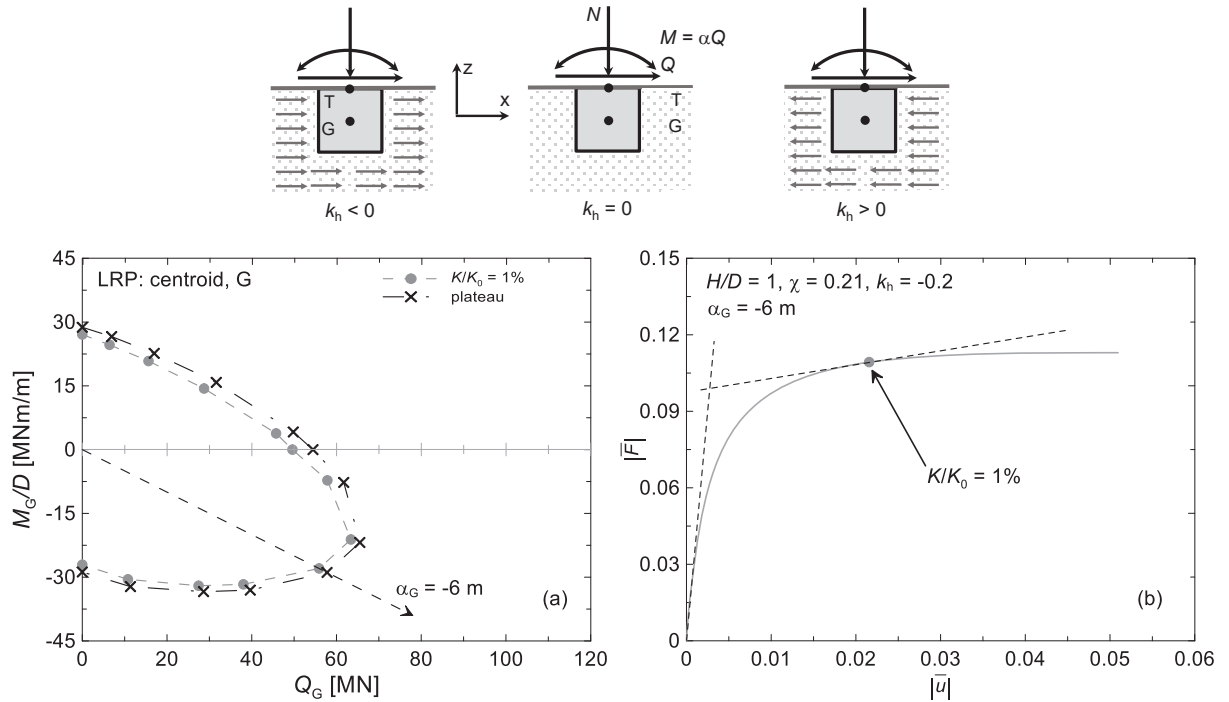 N
M = αQ
Q
z
x
T
G
T
G
k_h < 0
k_h = 0
k_h > 0
45
30
15
0
-15
-30
-45
M_G/D [MNm/m]
LRP: centroid, G
K/K_0 = 1%
plateau
α_G = -6 m
(a)
0
20
40
60
80
100
120
Q_G [MN]
0.15
0.12
0.09
0.06
0.03
0
|F̅|
H/D = 1, χ = 0.21, k_h = -0.2
α_G = -6 m
K/K_0 = 1%
(b)
0
0.01
0.02
0.03
0.04
0.05
0.06
|u̅|